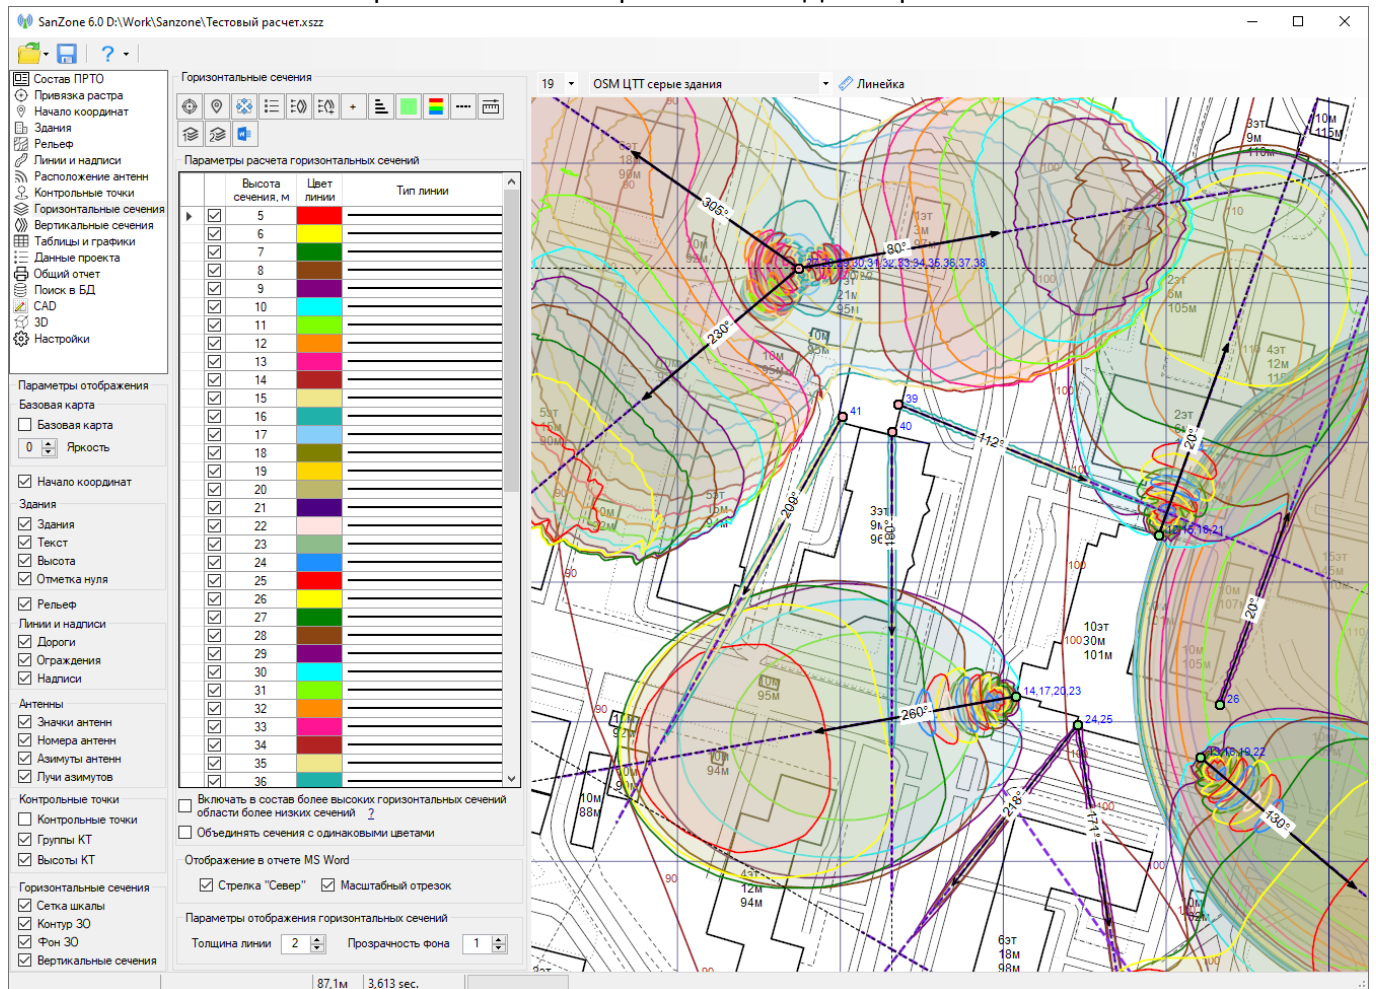 SanZone 6.0 D:\Work\Sanzone\Тестовый расчет.xszz
Состав ПРТО
Привязка растра
Начало координат
Здания
Рельеф
Линии и надписи
Расположение антенн
Контрольные точки
Горизонтальные сечения
Вертикальные сечения
Таблицы и графики
Данные проекта
Общий отчет
Поиск в БД
CAD
3D
Настройки
Параметры отображения
Базовая карта
Базовая карта
0 Яркость
Начало координат
Здания
Здания
Текст
Высота
Отметка нуля
Рельеф
Линии и надписи
Дороги
Ограждения
Надписи
Антенны
Значки антенн
Номера антенн
Азимуты антенн
Лучи азимутов
Контрольные точки
Контрольные точки
Группы КТ
Высоты КТ
Горизонтальные сечения
Сетка шкалы
Контур ЗО
Фон ЗО
Вертикальные сечения
Горизонтальные сечения
Параметры расчета горизонтальных сечений
Высота сечения, м Цвет линии Тип линии
5
6
7
8
9
10
11
12
13
14
15
16
17
18
19
20
21
22
23
24
25
26
27
28
29
30
31
32
33
34
35
36
Включать в состав более высоких горизонтальных сечений
области более низких сечений ?
Объединять сечения с одинаковыми цветами
Отображение в отчете MS Word
Стрелка "Север" Масштабный отрезок
Параметры отображения горизонтальных сечений
Толщина линии 2 Прозрачность фона 1
19 OSM ЦТТ серые здания Линейка
305°
80°
230°
41
39
40
112°
209°
180°
20°
20°
26
10эт
30м
101м
14,17,20,23
260°
24,25
218°
171°
130°
10м
95м
10м
94м
10м
88м
4эт
12м
94м
6эт
18м
98м
87,1м 3,613 sec.